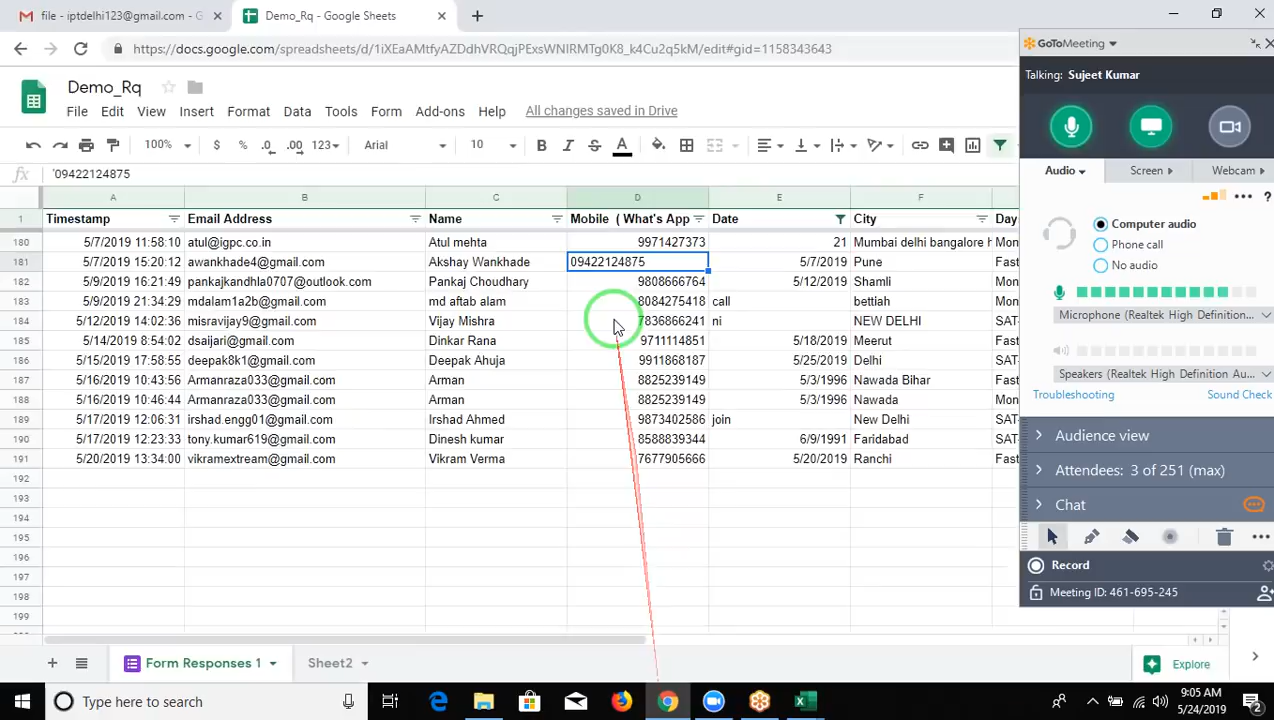 file - iptdelhi123@gmail.com - 
Demo_Rq - Google Sheets
https://docs.google.com/spreadsheets/d/1iXEaAMtfyAZDdhVRQqjPExsWNIRMTg0K8_k4Cu2q5kM/edit#gid=1158343643
Demo_Rq
File Edit View Insert Format Data Tools Form Add-ons Help All changes saved in Drive
100% $ % .0 .00 123 Arial 10 B I S A
fx '09422124875
A B C D E F
1 Timestamp Email Address Name Mobile ( What's App Date City Day
180 5/7/2019 11:58:10 atul@igpc.co.in Atul mehta 9971427373 21 Mumbai delhi bangalore h Mon
181 5/7/2019 15:20:12 awankhade4@gmail.com Akshay Wankhade 09422124875 5/7/2019 Pune Fast
182 5/9/2019 16:21:49 pankajkandhla0707@outlook.com Pankaj Choudhary 9808666764 5/12/2019 Shamli Fast
183 5/9/2019 21:34:29 mdalam1a2b@gmail.com md aftab alam 8084275418 call bettiah Mon
184 5/12/2019 14:02:36 misravijay9@gmail.com Vijay Mishra 7836866241 ni NEW DELHI SAT-
185 5/14/2019 8:54:02 dsaijari@gmail.com Dinkar Rana 9711114851 5/18/2019 Meerut SAT-
186 5/15/2019 17:58:55 deepak8k1@gmail.com Deepak Ahuja 9911868187 5/25/2019 Delhi SAT-
187 5/16/2019 10:43:56 Armanraza033@gmail.com Arman 8825239149 5/3/1996 Nawada Bihar Fast
188 5/16/2019 10:46:44 Armanraza033@gmail.com Arman 8825239149 5/3/1996 Nawada Mon
189 5/17/2019 12:06:31 irshad.engg01@gmail.com Irshad Ahmed 9873402586 join New Delhi SAT-
190 5/17/2019 12:23:33 tony.kumar619@gmail.com Dinesh kumar 8588839344 6/9/1991 Faridabad SAT-
191 5/20/2019 13:34:00 vikramextream@gmail.com Vikram Verma 7677905666 5/20/2019 Ranchi Fast
192
193
194
195
196
197
198
199
Form Responses 1 Sheet2 Explore
GoToMeeting
Talking: Sujeet Kumar
Audio Screen Webcam
?
Computer audio
Phone call
No audio
Microphone (Realtek High Definition...
Speakers (Realtek High Definition Au...
Troubleshooting Sound Check
Audience view
Attendees: 3 of 251 (max)
Chat
Record
Meeting ID: 461-695-245
Type here to search
9:05 AM
5/24/2019
2